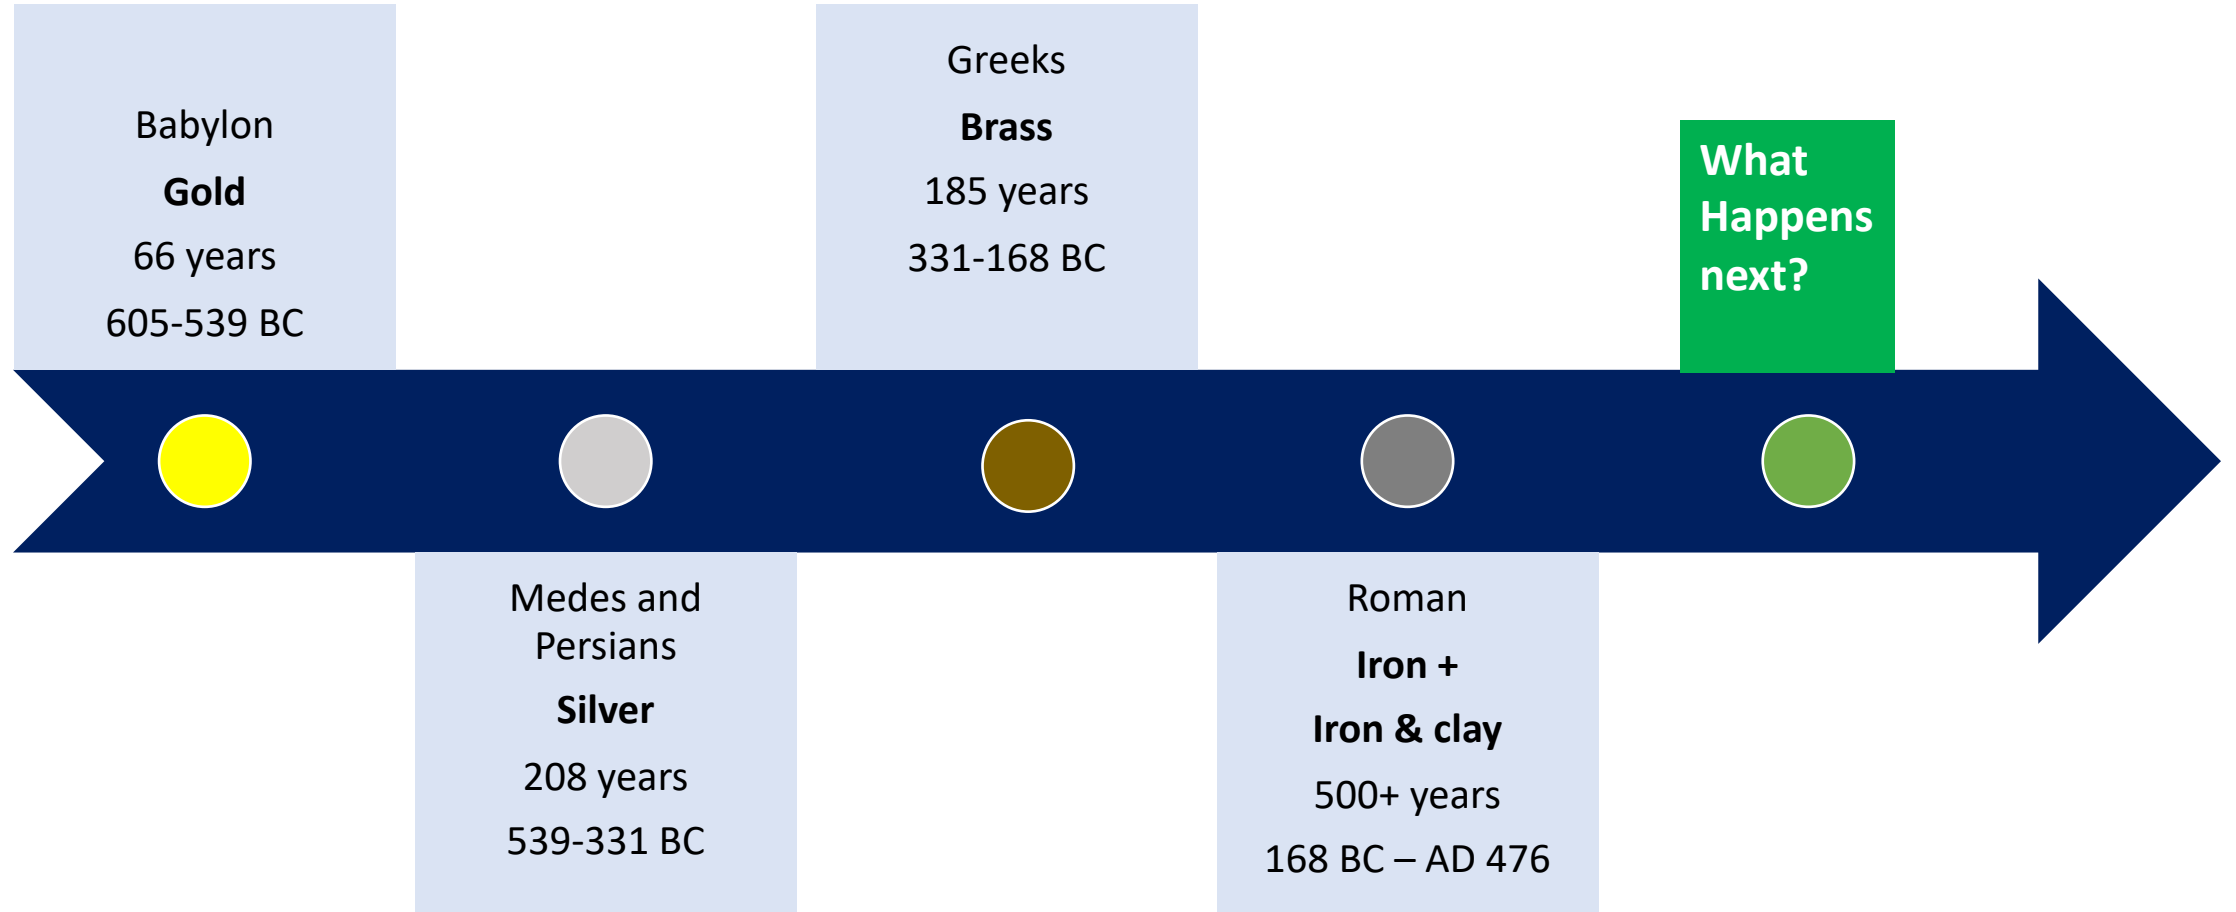 Babylon
Gold
66 years
605-539 BC
Medes and
Persians
Silver
208 years
539-331 BC
Greeks
Brass
185 years
331-168 BC
Roman
Iron +
Iron & clay
500+ years
168 BC – AD 476
What
Happens
next?